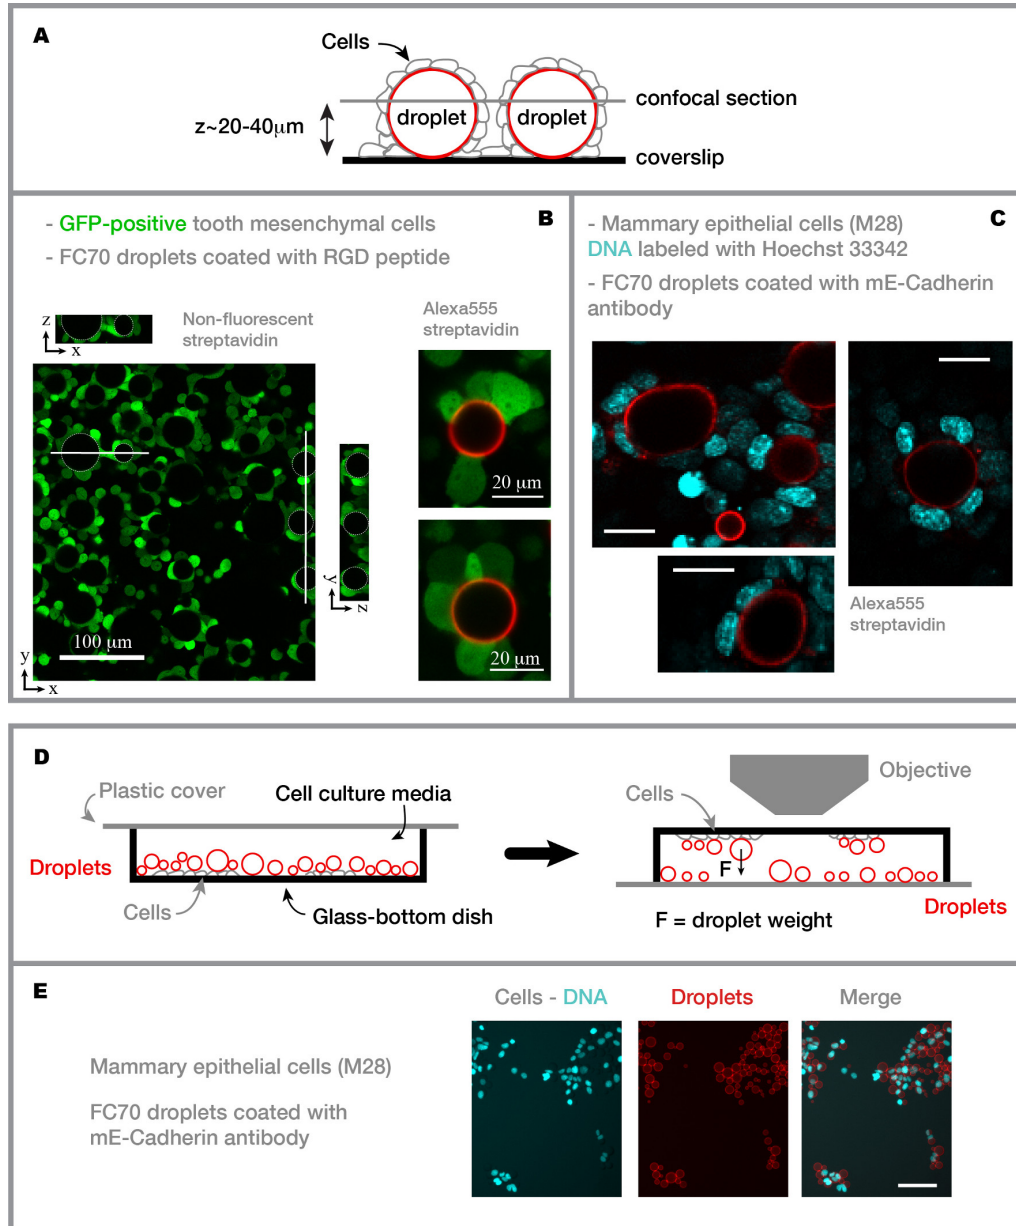 A
Cells
droplet
droplet
confocal section
z~20-40μm
coverslip
- GFP-positive tooth mesenchymal cells
B
- FC70 droplets coated with RGD peptide
z
x
Non-fluorescent
streptavidin
Alexa555
streptavidin
20 μm
100 μm
y
x
y
z
20 μm
- Mammary epithelial cells (M28)
C
DNA labeled with Hoechst 33342
- FC70 droplets coated with mE-Cadherin
antibody
Alexa555
streptavidin
D
Plastic cover
Cell culture media
Droplets
Cells
Glass-bottom dish
Objective
Cells
F
Droplets
F = droplet weight
E
Cells - DNA
Droplets
Merge
Mammary epithelial cells (M28)
FC70 droplets coated with
mE-Cadherin antibody